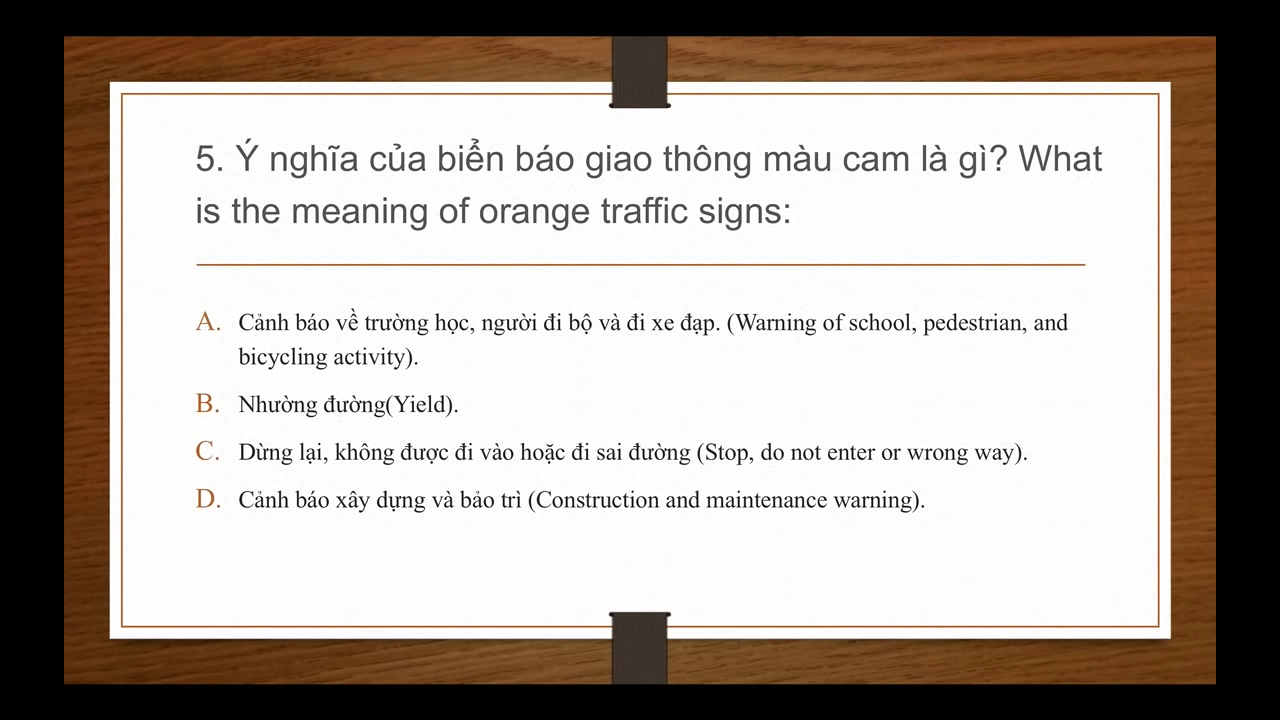 5. Ý nghĩa của biển báo giao thông màu cam là gì? What
is the meaning of orange traffic signs:
A. Cảnh báo về trường học, người đi bộ và đi xe đạp. (Warning of school, pedestrian, and
bicycling activity).
B. Nhường đường(Yield).
C. Dừng lại, không được đi vào hoặc đi sai đường (Stop, do not enter or wrong way).
D. Cảnh báo xây dựng và bảo trì (Construction and maintenance warning).